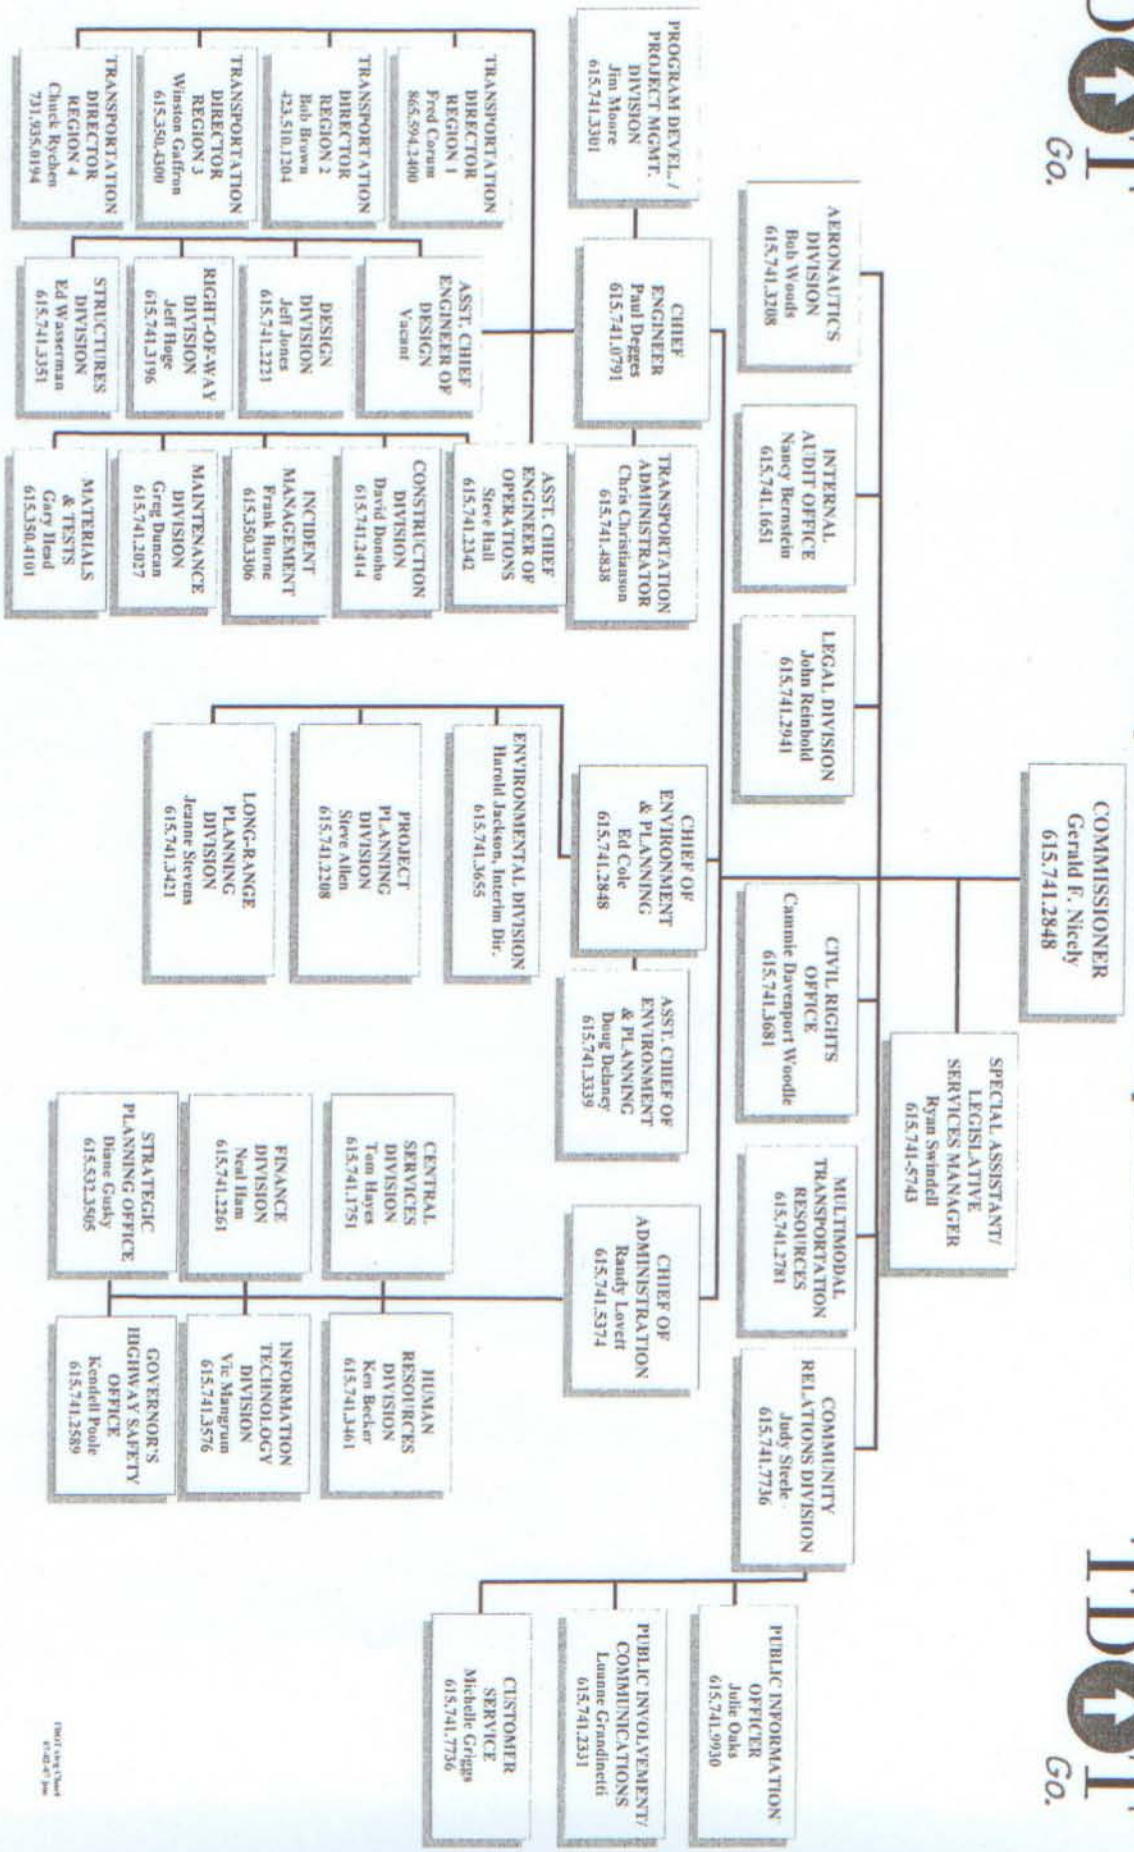 TDOT
Go.
COMMISSIONER
Gerald F. Nicely
615.741.2848
SPECIAL ASSISTANT/
LEGISLATIVE
SERVICES MANAGER
Ryan Swindell
615.741-5743
AERONAUTICS
DIVISION
Bob Woods
615.741.3208
INTERNAL
AUDIT OFFICE
Nancy Bernstein
615.741.1651
LEGAL DIVISION
John Reinbold
615.741.2941
CIVIL RIGHTS
OFFICE
Cammie Davenport Woodle
615.741.3681
MULTIMODAL
TRANSPORTATION
RESOURCES
615.741.2781
COMMUNITY
RELATIONS DIVISION
Judy Steele
615.741.7736
PUBLIC INFORMATION
OFFICER
Julie Oaks
615.741.9930
PUBLIC INVOLVEMENT/
COMMUNICATIONS
Luanne Grandinetti
615.741.2331
CUSTOMER
SERVICE
Michelle Griggs
615.741.7736
PROGRAM DEVEL. /
PROJECT MGMT.
DIVISION
Jim Moore
615.741.3301
CHIEF
ENGINEER
Paul Degges
615.741.0791
TRANSPORTATION
ADMINISTRATOR
Chris Christianson
615.741.4838
CHIEF OF
ENVIRONMENT
& PLANNING
Ed Cole
615.741.2848
ASST. CHIEF OF
ENVIRONMENT
& PLANNING
Doug Delaney
615.741.3339
CHIEF OF
ADMINISTRATION
Randy Lovett
615.741.5374
TRANSPORTATION
DIRECTOR
REGION 1
Fred Corum
865.594.2400
TRANSPORTATION
DIRECTOR
REGION 2
Bob Brown
423.510.1204
TRANSPORTATION
DIRECTOR
REGION 3
Winston Gaffron
615.350.4300
TRANSPORTATION
DIRECTOR
REGION 4
Chuck Rychen
731.935.0194
ASST. CHIEF
ENGINEER OF
DESIGN
Vacant
DESIGN
DIVISION
Jeff Jones
615.741.2221
RIGHT-OF-WAY
DIVISION
Jeff Hoge
615.741.3196
STRUCTURES
DIVISION
Ed Wasserman
615.741.3351
ASST. CHIEF
ENGINEER OF
OPERATIONS
Steve Hall
615.741.2342
CONSTRUCTION
DIVISION
David Donoho
615.741.2414
INCIDENT
MANAGEMENT
Frank Horne
615.350.3306
MAINTENANCE
DIVISION
Greg Duncan
615.741.2027
MATERIALS
& TESTS
Gary Head
615.350.4101
ENVIRONMENTAL DIVISION
Harold Jackson, Interim Dir.
615.741.3655
PROJECT
PLANNING
DIVISION
Steve Allen
615.741.2208
LONG-RANGE
PLANNING
DIVISION
Jeanne Stevens
615.741.3421
CENTRAL
SERVICES
DIVISION
Tom Hayes
615.741.1751
FINANCE
DIVISION
Neal Ham
615.741.2261
STRATEGIC
PLANNING OFFICE
Diane Gusky
615.532.3505
HUMAN
RESOURCES
DIVISION
Ken Becker
615.741.3461
INFORMATION
TECHNOLOGY
DIVISION
Vic Mangrum
615.741.3576
GOVERNOR'S
HIGHWAY SAFETY
OFFICE
Kendell Poole
615.741.2589